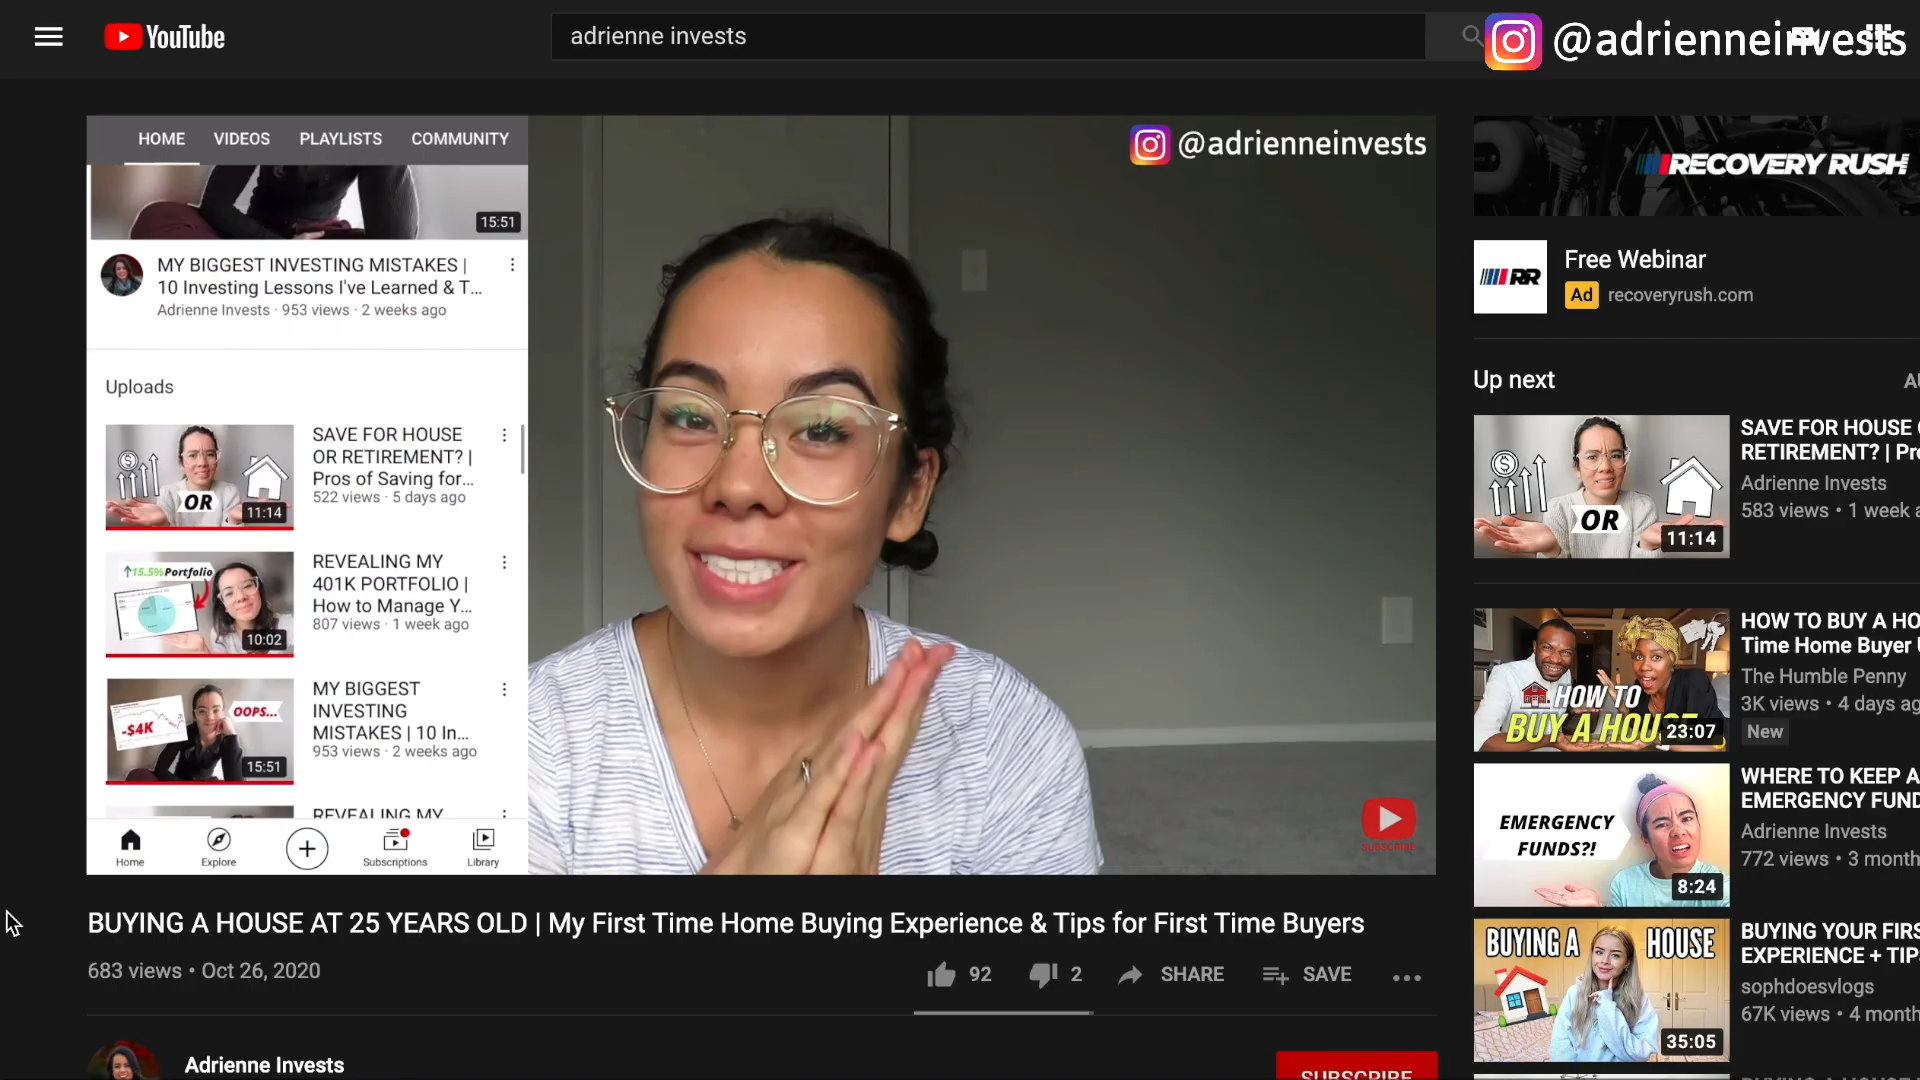 YouTube
adrienne invests
@adrienneinvests
HOME VIDEOS PLAYLISTS COMMUNITY
15:51
MY BIGGEST INVESTING MISTAKES |
10 Investing Lessons I've Learned & T...
Adrienne Invests · 953 views · 2 weeks ago
Uploads
OR
11:14
SAVE FOR HOUSE
OR RETIREMENT? |
Pros of Saving for...
522 views · 5 days ago
↑15.5% Portfolio
10:02
REVEALING MY
401K PORTFOLIO |
How to Manage Y...
807 views · 1 week ago
-$4K
OOPS...
15:51
MY BIGGEST
INVESTING
MISTAKES | 10 In...
953 views · 2 weeks ago
REVEALING MY
Home Explore Subscriptions Library
@adrienneinvests
SUBSCRIBE
BUYING A HOUSE AT 25 YEARS OLD | My First Time Home Buying Experience & Tips for First Time Buyers
683 views • Oct 26, 2020
92 2 SHARE SAVE
Adrienne Invests
SUBSCRIBE
RECOVERY RUSH
RR
Free Webinar
Ad recoveryrush.com
Up next
OR
11:14
SAVE FOR HOUSE
RETIREMENT? |
Adrienne Invests
583 views • 1 week
HOW TO
BUY A HOUSE
23:07
HOW TO BUY A
Time Home Buyer
The Humble Penny
3K views • 4 days
New
EMERGENCY
FUNDS?!
8:24
WHERE TO KEEP
EMERGENCY
Adrienne Invests
772 views • 3
BUYING A HOUSE
35:05
BUYING YOUR
EXPERIENCE +
sophdoesvlogs
67K views • 4